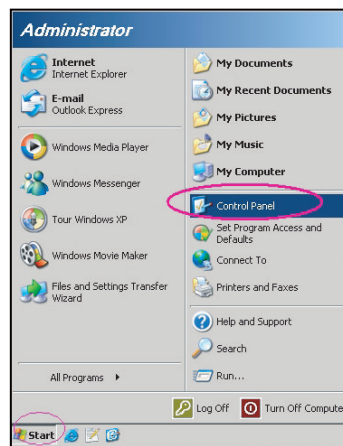 Administrator
Internet
Internet Explorer
E-mail
Outlook Express
Windows Media Player
Windows Messenger
Tour Windows XP
Windows Movie Maker
Files and Settings Transfer
Wizard
All Programs
My Documents
My Recent Documents
My Pictures
My Music
My Computer
Control Panel
Set Program Access and
Defaults
Connect To
Printers and Faxes
Help and Support
Search
Run...
Log Off
Turn Off Compute
Start